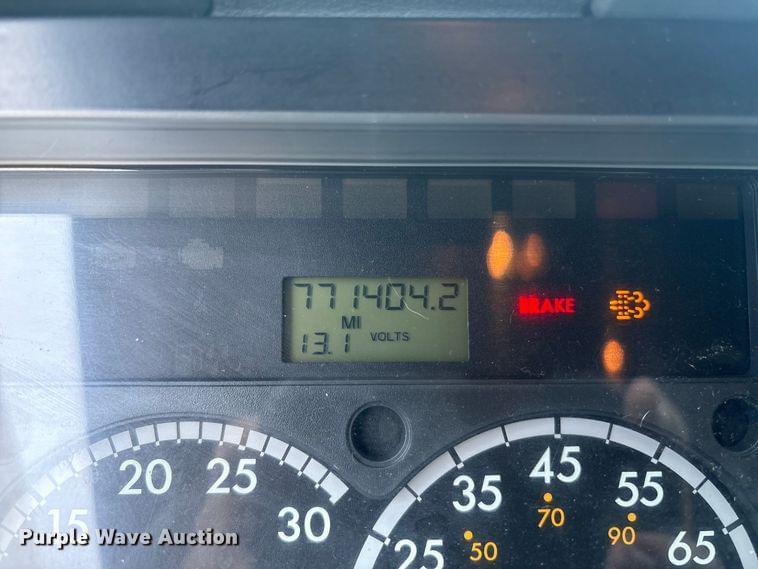 771404.2
MI
13.1 VOLTS
BRAKE
15 20 25 30
25 35 45 55 65
50 70 90
Purple Wave Auction